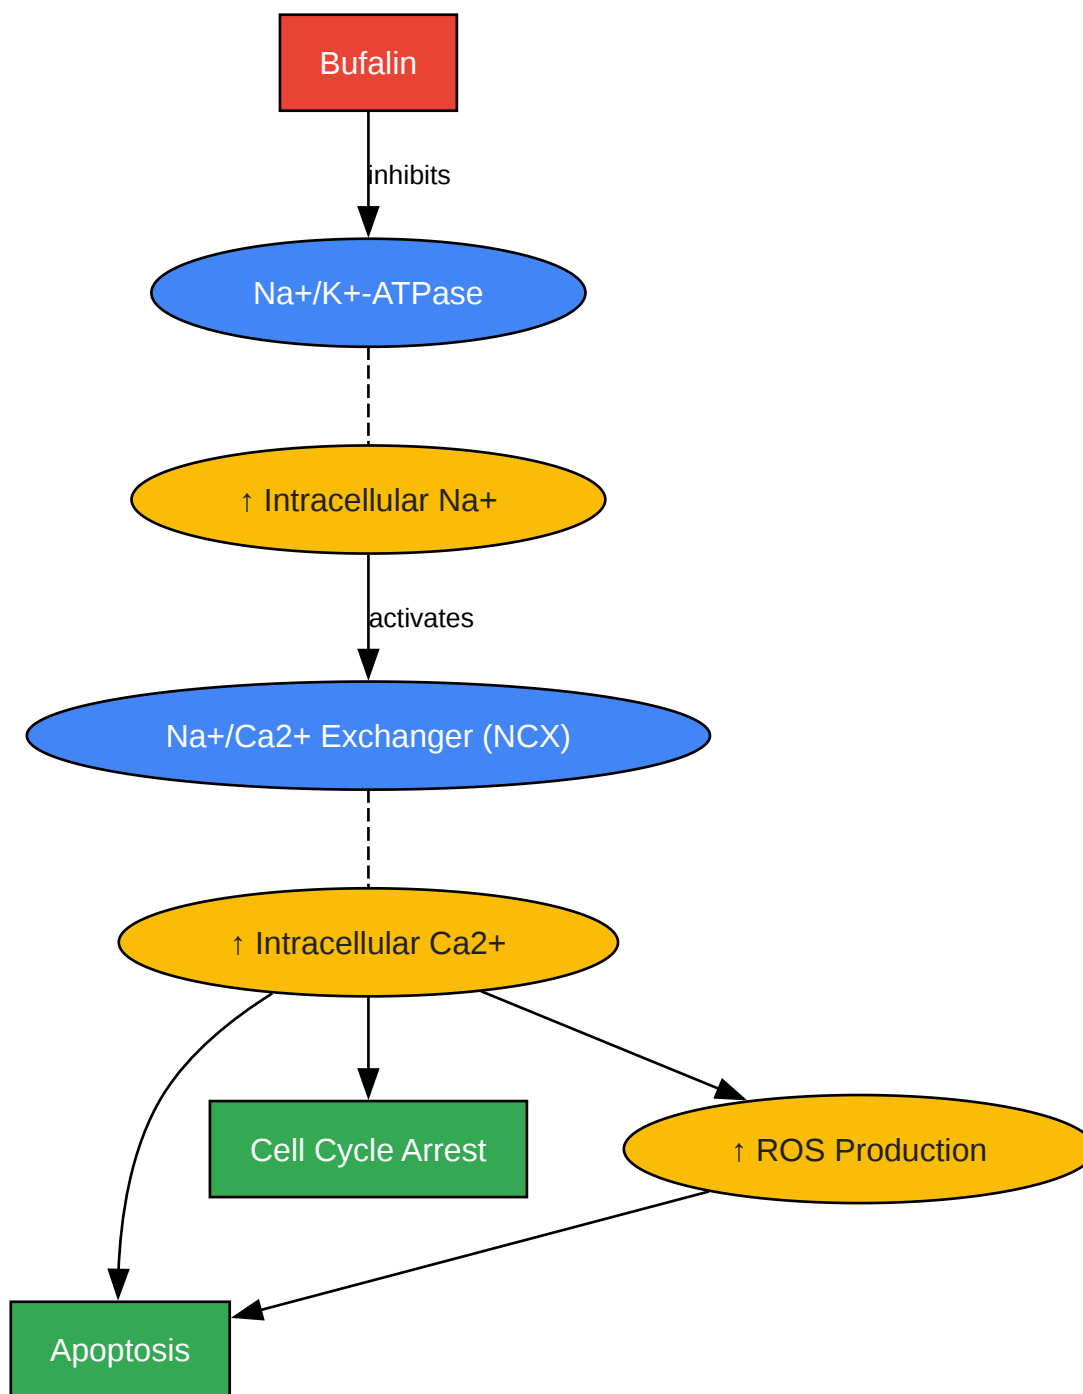 Bufalin
inhibits
Na+/K+-ATPase
↑ Intracellular Na+
activates
Na+/Ca2+ Exchanger (NCX)
↑ Intracellular Ca2+
Cell Cycle Arrest
↑ ROS Production
Apoptosis